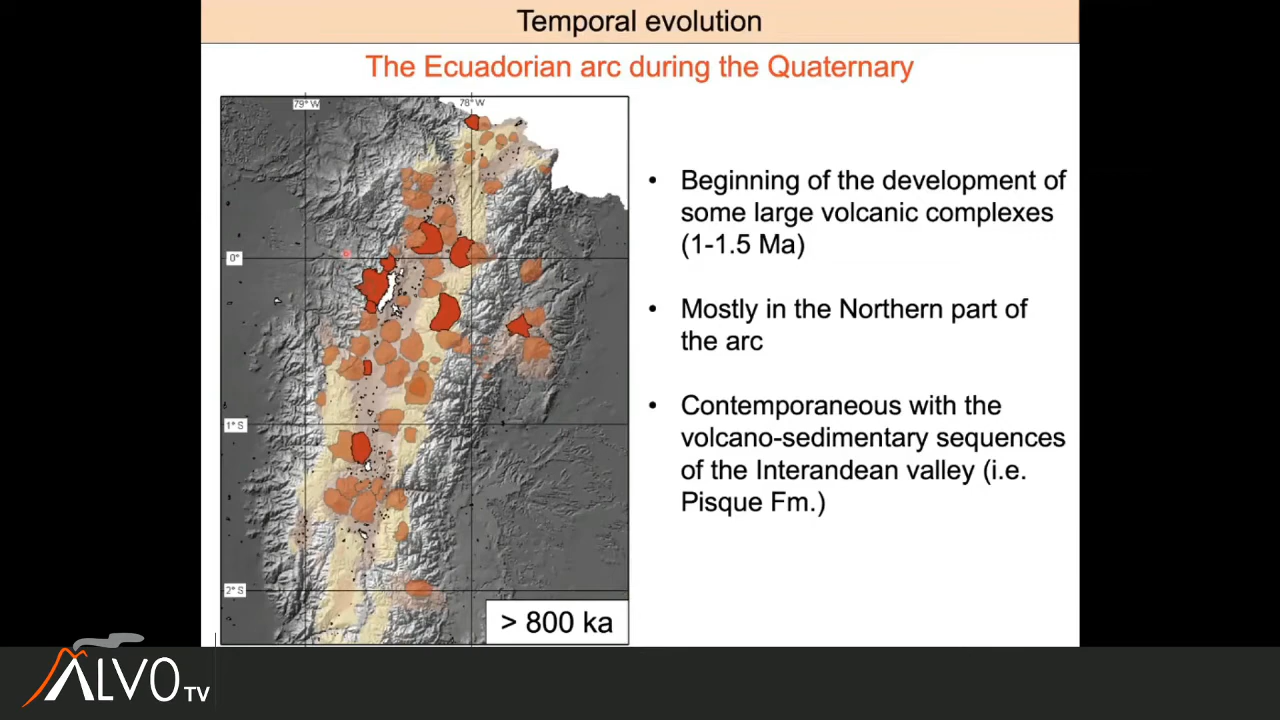 Temporal evolution
The Ecuadorian arc during the Quaternary
79° W
78° W
0°
1° S
2° S
> 800 ka
• Beginning of the development of
some large volcanic complexes
(1-1.5 Ma)
• Mostly in the Northern part of
the arc
• Contemporaneous with the
volcano-sedimentary sequences
of the Interandean valley (i.e.
Pisque Fm.)
ALVO TV